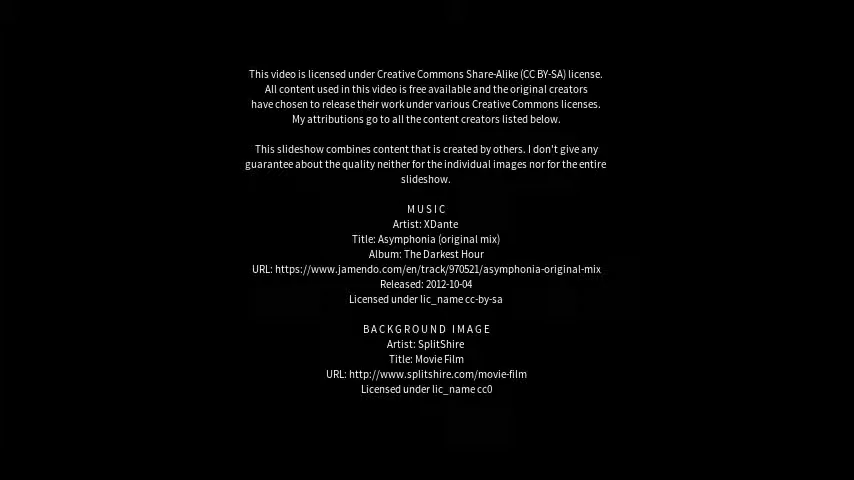 This video is licensed under Creative Commons Share-Alike (CC BY-SA) license.
All content used in this video is free available and the original creators
have chosen to release their work under various Creative Commons licenses.
My attributions go to all the content creators listed below.
This slideshow combines content that is created by others. I don't give any
guarantee about the quality neither for the individual images nor for the entire
slideshow.
MUSIC
Artist: XDante
Title: Asymphonia (original mix)
Album: The Darkest Hour
URL: https://www.jamendo.com/en/track/970521/asymphonia-original-mix
Released: 2012-10-04
Licensed under lic_name cc-by-sa
BACKGROUND IMAGE
Artist: SplitShire
Title: Movie Film
URL: http://www.splitshire.com/movie-film
Licensed under lic_name cc0